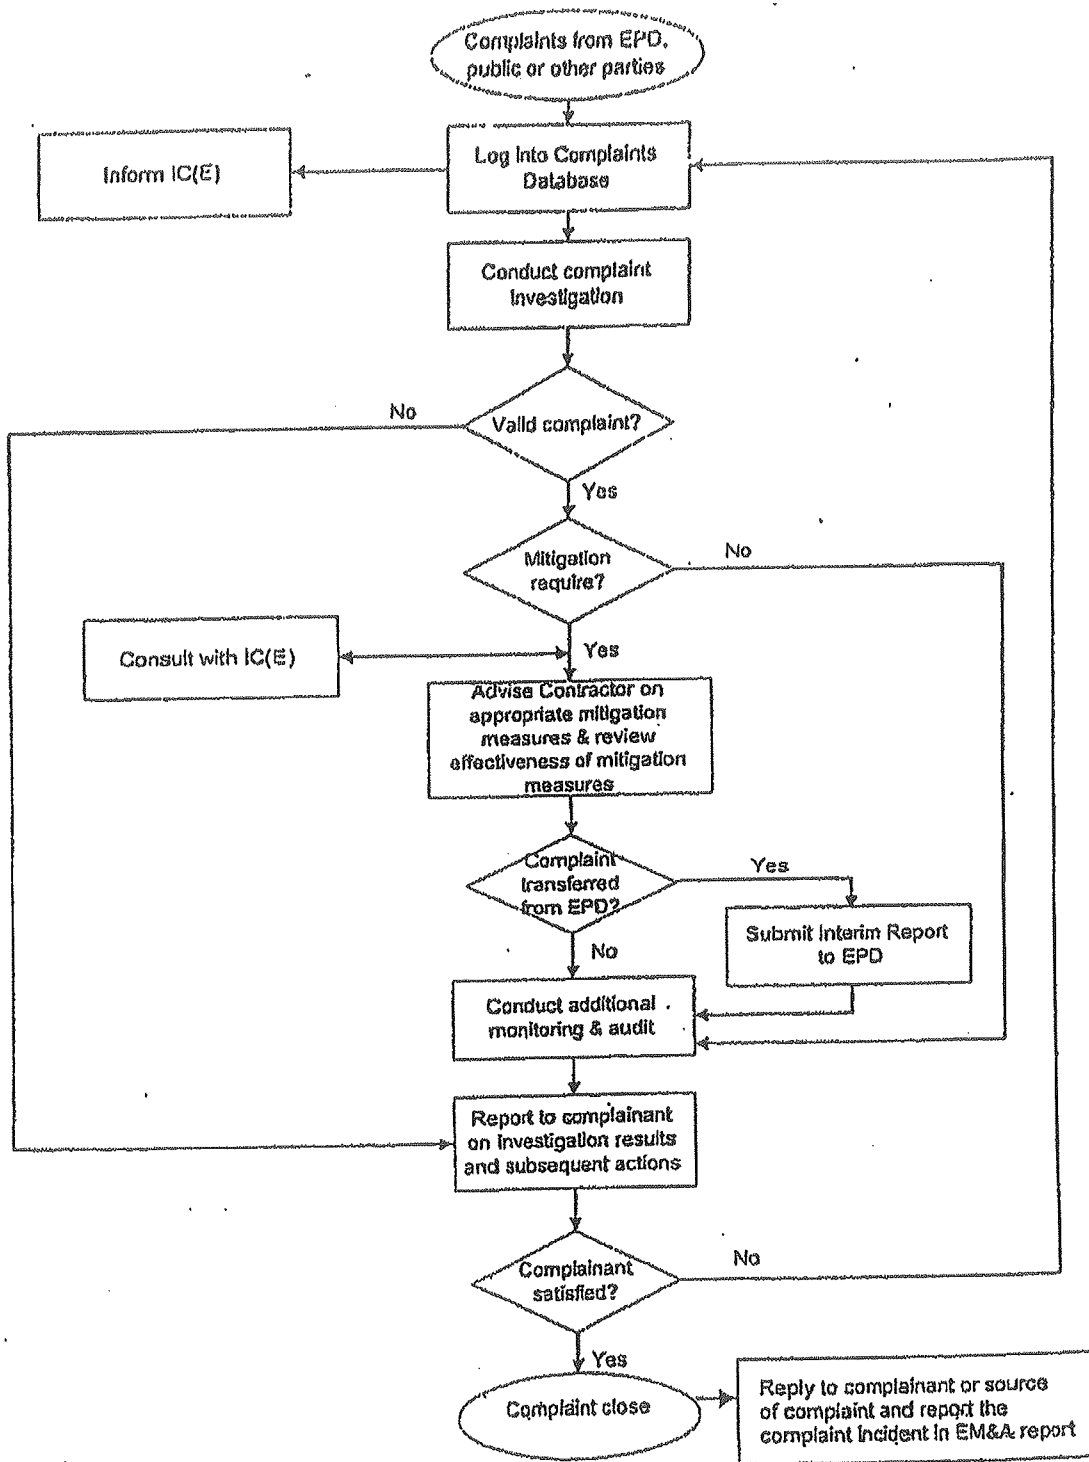 Complaints from EPD,
public or other parties
Inform IC(E)
Log Into Complaints
Database
Conduct complaint
Investigation
No
Valid complaint?
Yes
Mitigation
require?
No
Consult with IC(E)
Yes
Advise Contractor on
appropriate mitigation
measures & review
effectiveness of mitigation
measures
Complaint
transferred
from EPD?
Yes
Submit Interim Report
to EPD
No
Conduct additional
monitoring & audit
Report to complainant
on Investigation results
and subsequent actions
Complainant
satisfied?
No
Yes
Complaint close
Reply to complainant or source
of complaint and report the
complaint incident in EM&A report